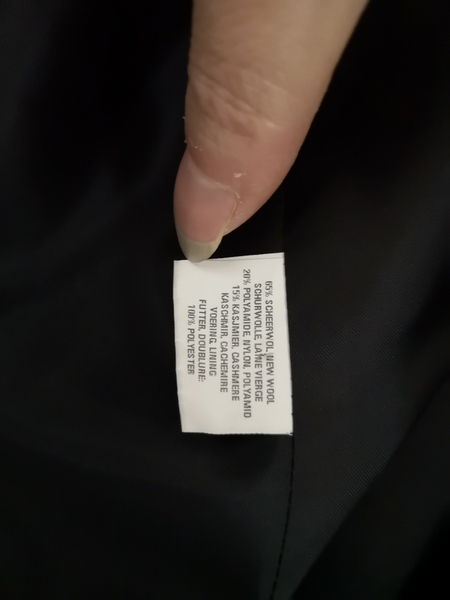 65% SCHEERWOL, NEW WOOL
SCHURWOLLE, LAINE VIERGE
20% POLYAMIDE, NYLON, POLYAMID
15% KASJMIER, CASHMERE
KASCHMIR, CACHEMIRE
VOERING, LINING
FUTTER, DOUBLURE:
100% POLYESTER